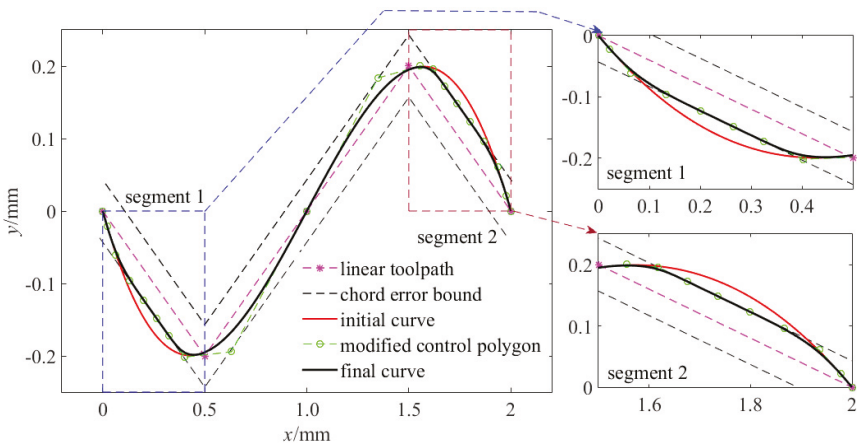 0.2
0.1
0
-0.1
-0.2
y/mm
0
0.5
1.0
1.5
2
x/mm
segment 1
segment 2
linear toolpath
chord error bound
initial curve
modified control polygon
final curve
0
-0.1
-0.2
segment 1
0
0.1
0.2
0.3
0.4
0.2
0.1
0
segment 2
1.6
1.8
2